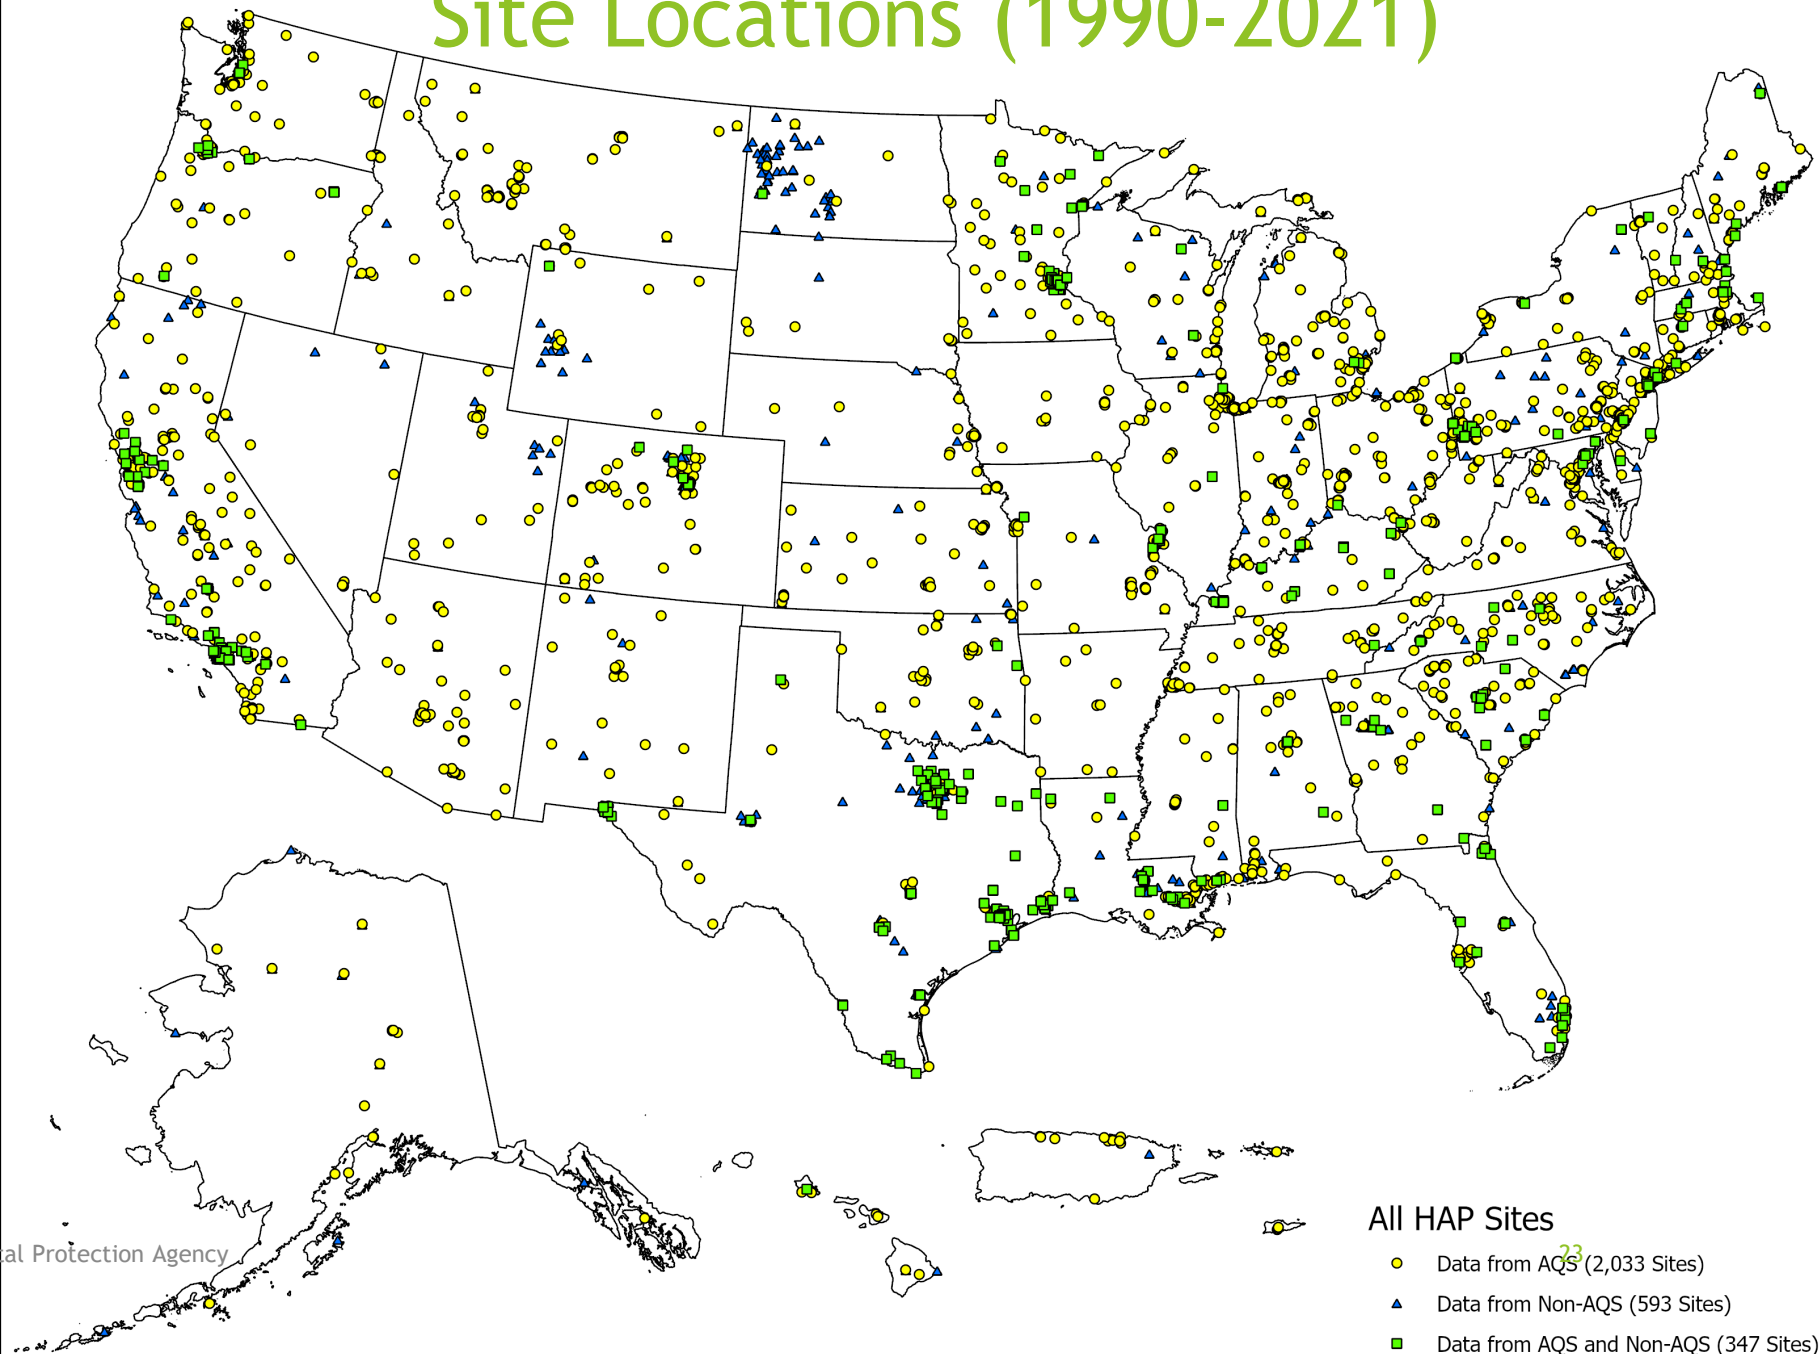 Site Locations (1990-2021)
All HAP Sites
tal Protection Agency
23
Data from AQS (2,033 Sites)
Data from Non-AQS (593 Sites)
Data from AQS and Non-AQS (347 Sites)